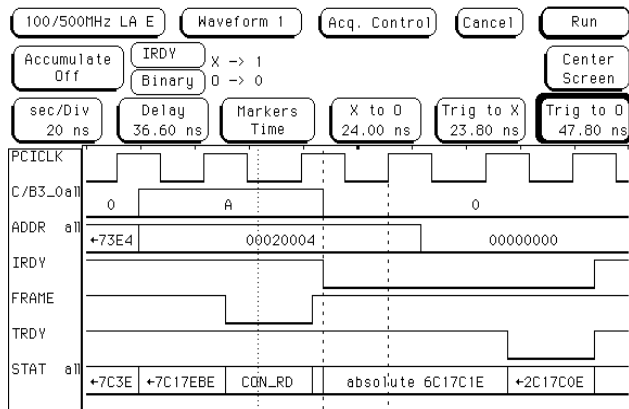 100/500MHz LA E Waveform 1 Acq. Control Cancel Run
Accumulate Off IRDY X -> 1 Center Screen
Binary O -> 0
sec/Div Delay Markers X to O Trig to X Trig to O
20 ns 36.60 ns Time 24.00 ns 23.80 ns 47.80 ns
PCICLK
C/B3_0all 0 A 0
ADDR all ←73E4 00020004 00000000
IRDY
FRAME
TRDY
STAT all ←7C3E ←7C17EBE CON_RD absolute 6C17C1E ←2C17C0E